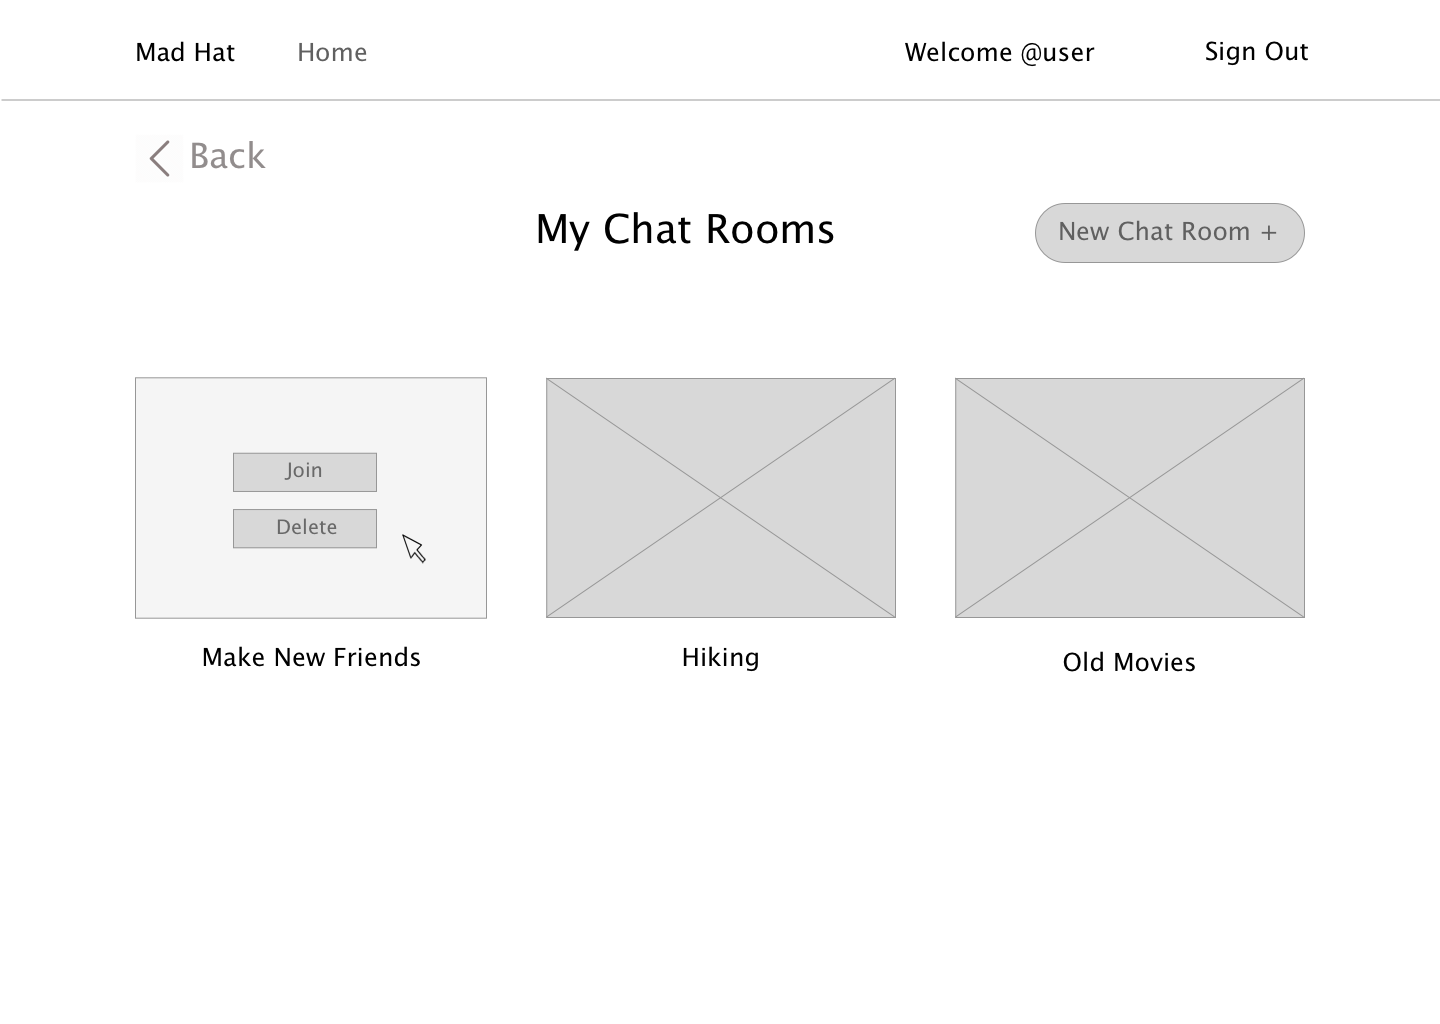 Mad Hat
Home
Welcome @user
Sign Out
Back
My Chat Rooms
New Chat Room +
Join
Delete
Make New Friends
Hiking
Old Movies